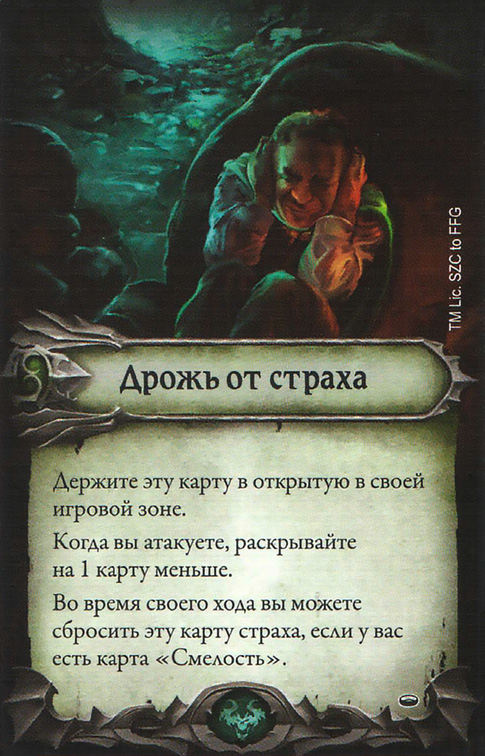 TM Lic. SZC to FFG
Дрожь от страха
Держите эту карту в открытую в своей
игровой зоне.
Когда вы атакуете, раскрывайте
на 1 карту меньше.
Во время своего хода вы можете
сбросить эту карту страха, если у вас
есть карта «Смелость».